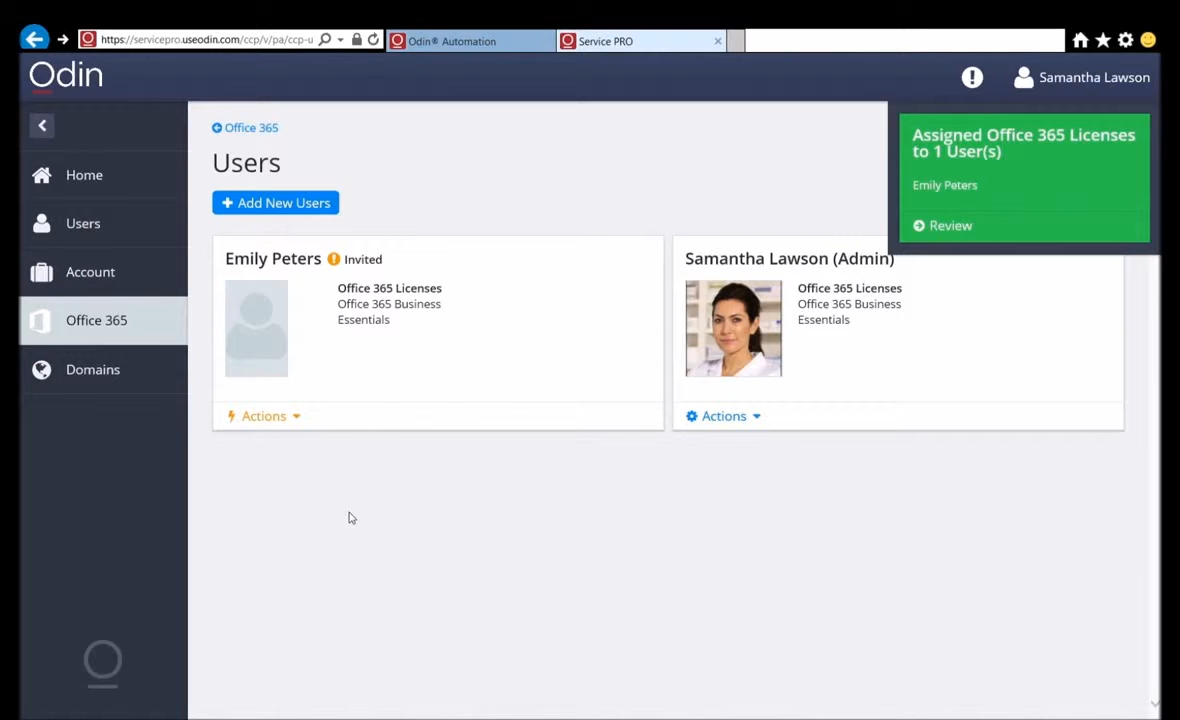 https://servicepro.useodin.com/ccp/v/pa/ccp-u
Odin® Automation
Service PRO
Odin
Samantha Lawson
Home
Users
Account
Office 365
Domains
Office 365
Users
Add New Users
Assigned Office 365 Licenses
to 1 User(s)
Emily Peters
Review
Emily Peters Invited
Office 365 Licenses
Office 365 Business
Essentials
Actions
Samantha Lawson (Admin)
Office 365 Licenses
Office 365 Business
Essentials
Actions